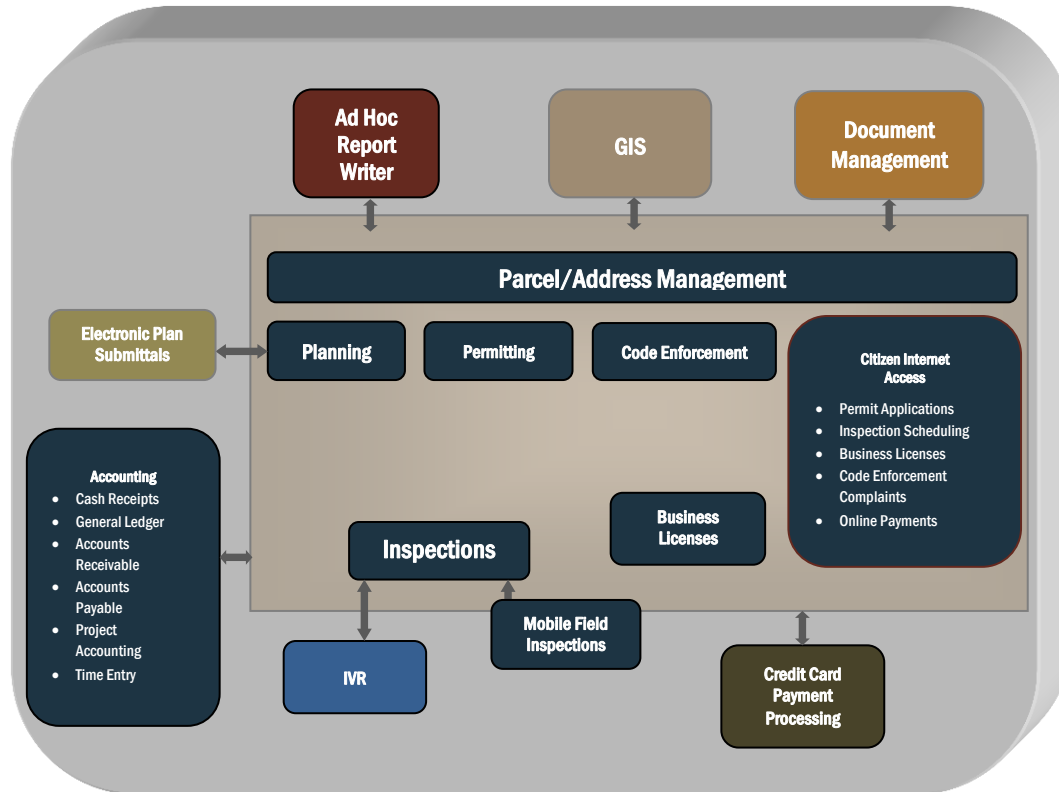 Ad Hoc
Report
Writer
GIS
Document
Management
Parcel/Address Management
Electronic Plan
Submittals
Planning
Permitting
Code Enforcement
Citizen Internet
Access
• Permit Applications
• Inspection Scheduling
• Business Licenses
• Code Enforcement
Complaints
• Online Payments
Accounting
• Cash Receipts
• General Ledger
• Accounts
Receivable
• Accounts
Payable
• Project
Accounting
• Time Entry
Business
Licenses
Inspections
Mobile Field
Inspections
IVR
Credit Card
Payment
Processing